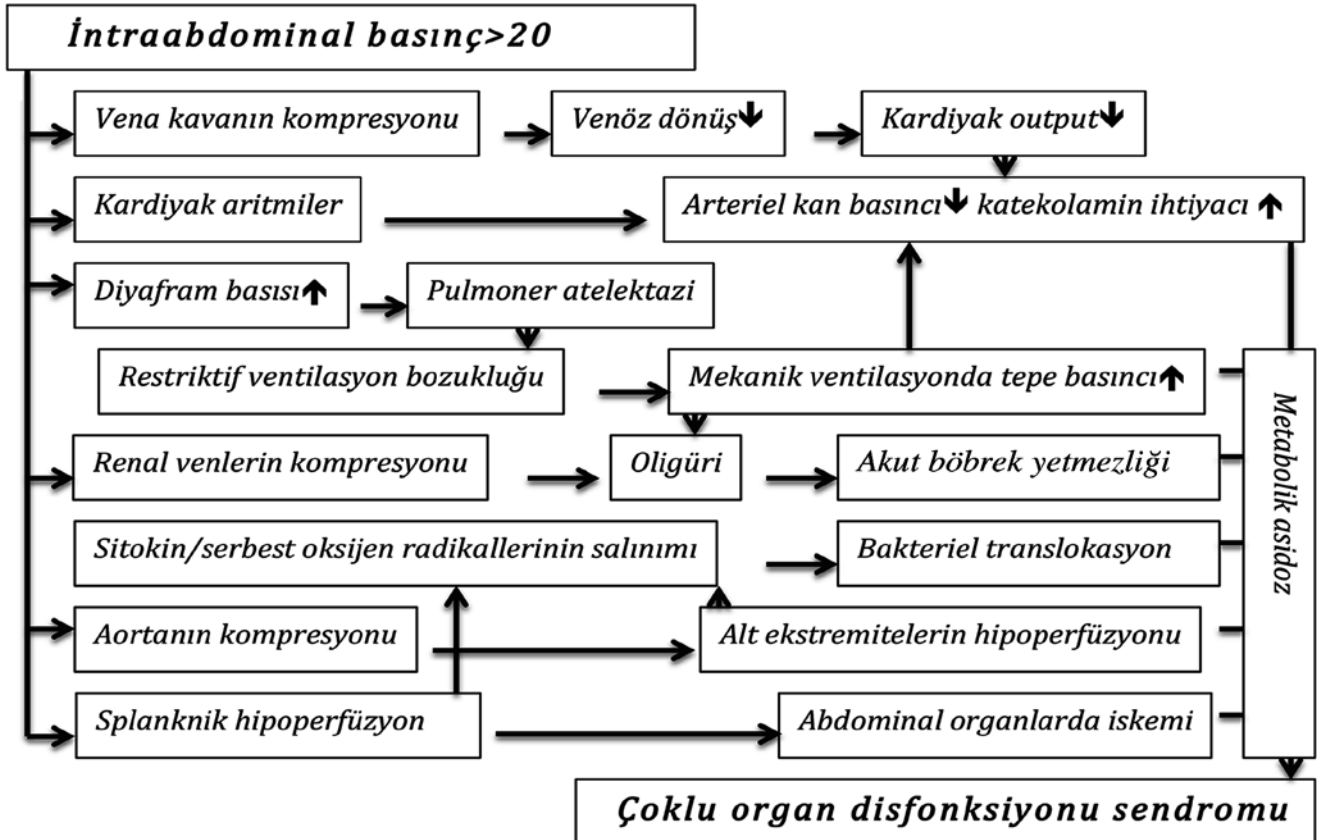 İntraabdominal basınç>20
Vena kavanın kompresyonu
Venöz dönüş↓
Kardiyak output↓
Kardiyak aritmiler
Arteriel kan basıncı↓ katekolamin ihtiyacı ↑
Diyafram basısı↑
Pulmoner atelektazi
Restriktif ventilasyon bozukluğu
Mekanik ventilasyonda tepe basıncı↑
Renal venlerin kompresyonu
Oligüri
Akut böbrek yetmezliği
Sitokin/serbest oksijen radikallerinin salınımı
Bakteriel translokasyon
Aortanın kompresyonu
Alt ekstremitelerin hipoperfüzyonu
Splanknik hipoperfüzyon
Abdominal organlarda iskemi
Metabolik asidoz
Çoklu organ disfonksiyonu sendromu